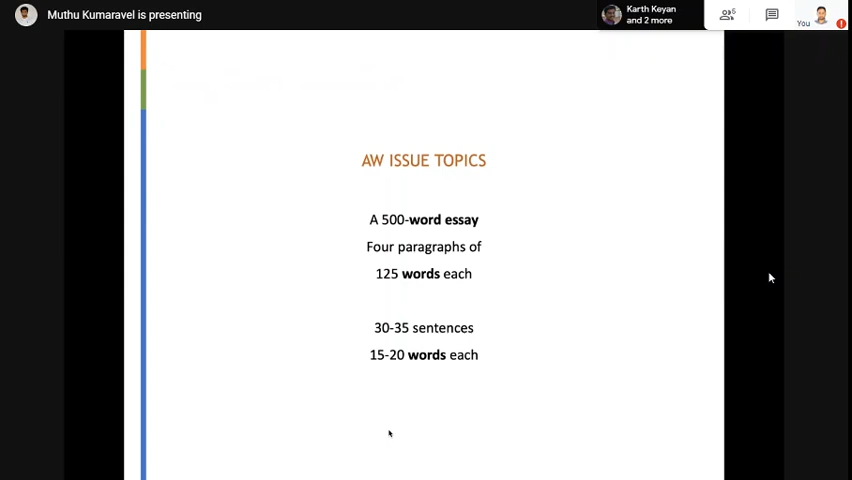 Muthu Kumaravel is presenting
Karth Keyan
and 2 more
5
You
AW ISSUE TOPICS
A 500-word essay
Four paragraphs of
125 words each
30-35 sentences
15-20 words each